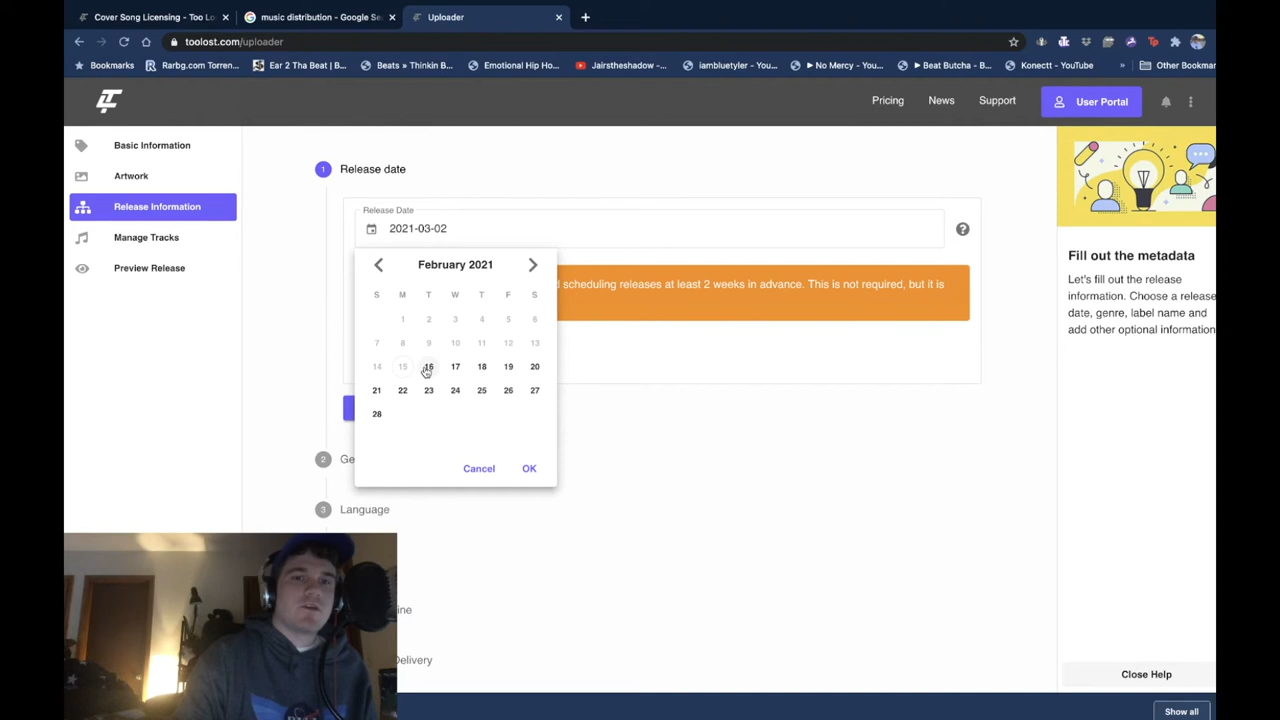 Cover Song Licensing - Too Lo
music distribution - Google Se
Uploader
toolost.com/uploader
Bookmarks
Rarbg.com Torren...
Ear 2 Tha Beat | B...
Beats » Thinkin B...
Emotional Hip Ho...
Jairstheshadow -...
iambluetyler - You...
► No Mercy - You...
► Beat Butcha - B...
Konectt - YouTube
»
Other Bookmar
Pricing
News
Support
User Portal
Basic Information
Artwork
Release Information
Manage Tracks
Preview Release
1
Release date
Release Date
2021-03-02
?
scheduling releases at least 2 weeks in advance. This is not required, but it is
February 2021
S M T W T F S
1 2 3 4 5 6
7 8 9 10 11 12 13
14 15 16 17 18 19 20
21 22 23 24 25 26 27
28
Cancel
OK
2
Ge
3
Language
ine
Delivery
Fill out the metadata
Let's fill out the release
information. Choose a release
date, genre, label name and
add other optional information
Close Help
Show all